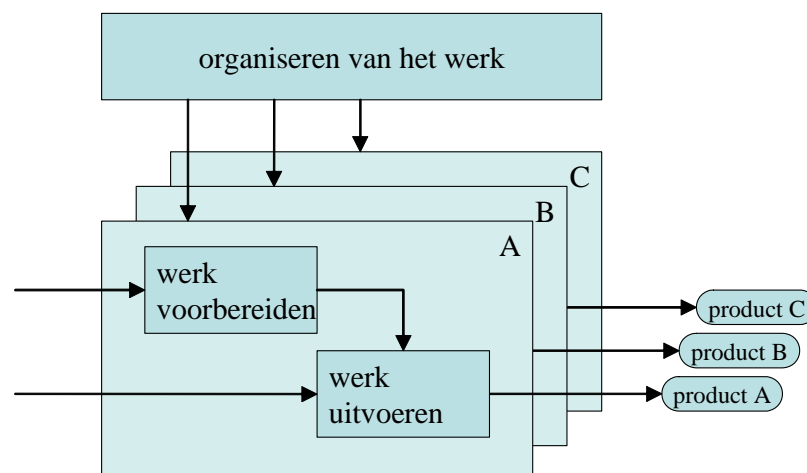 organiseren van het werk
C
B
A
werk
voorbereiden
product C
product B
werk
uitvoeren
product A